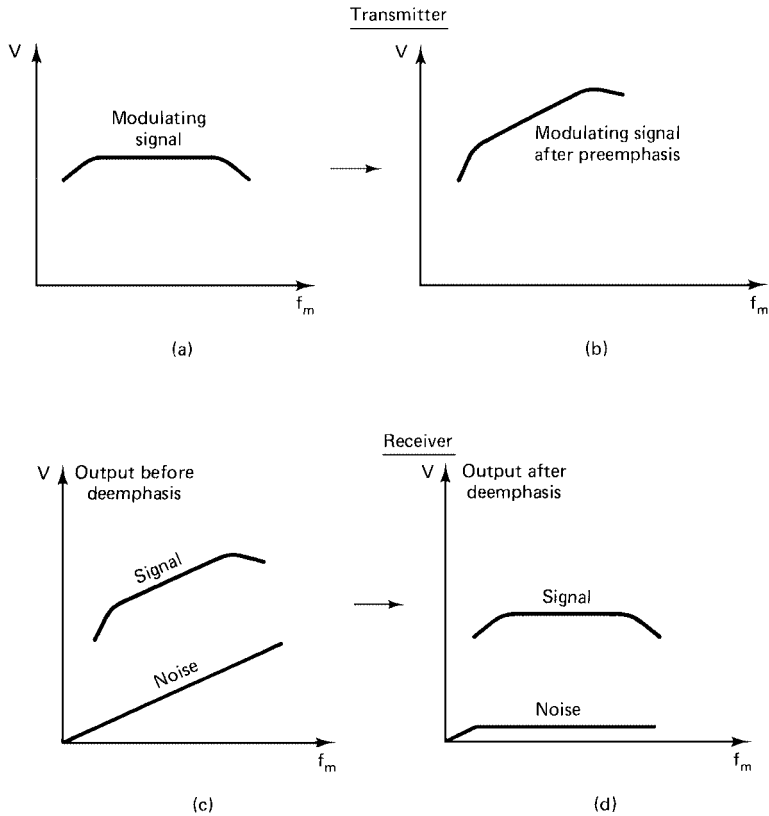 Transmitter
V
Modulating
signal
f_m
(a)
V
Modulating signal
after preemphasis
f_m
(b)
Receiver
V
Output before
deemphasis
Signal
Noise
f_m
(c)
V
Output after
deemphasis
Signal
Noise
f_m
(d)